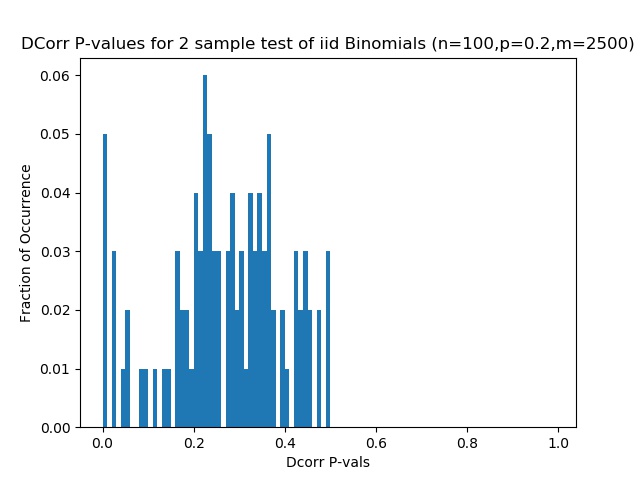 DCorr P-values for 2 sample test of iid Binomials (n=100,p=0.2,m=2500)
0.06
0.05
0.04
0.03
0.02
0.01
0.00
Fraction of Occurrence
0.0 0.2 0.4 0.6 0.8 1.0
Dcorr P-vals